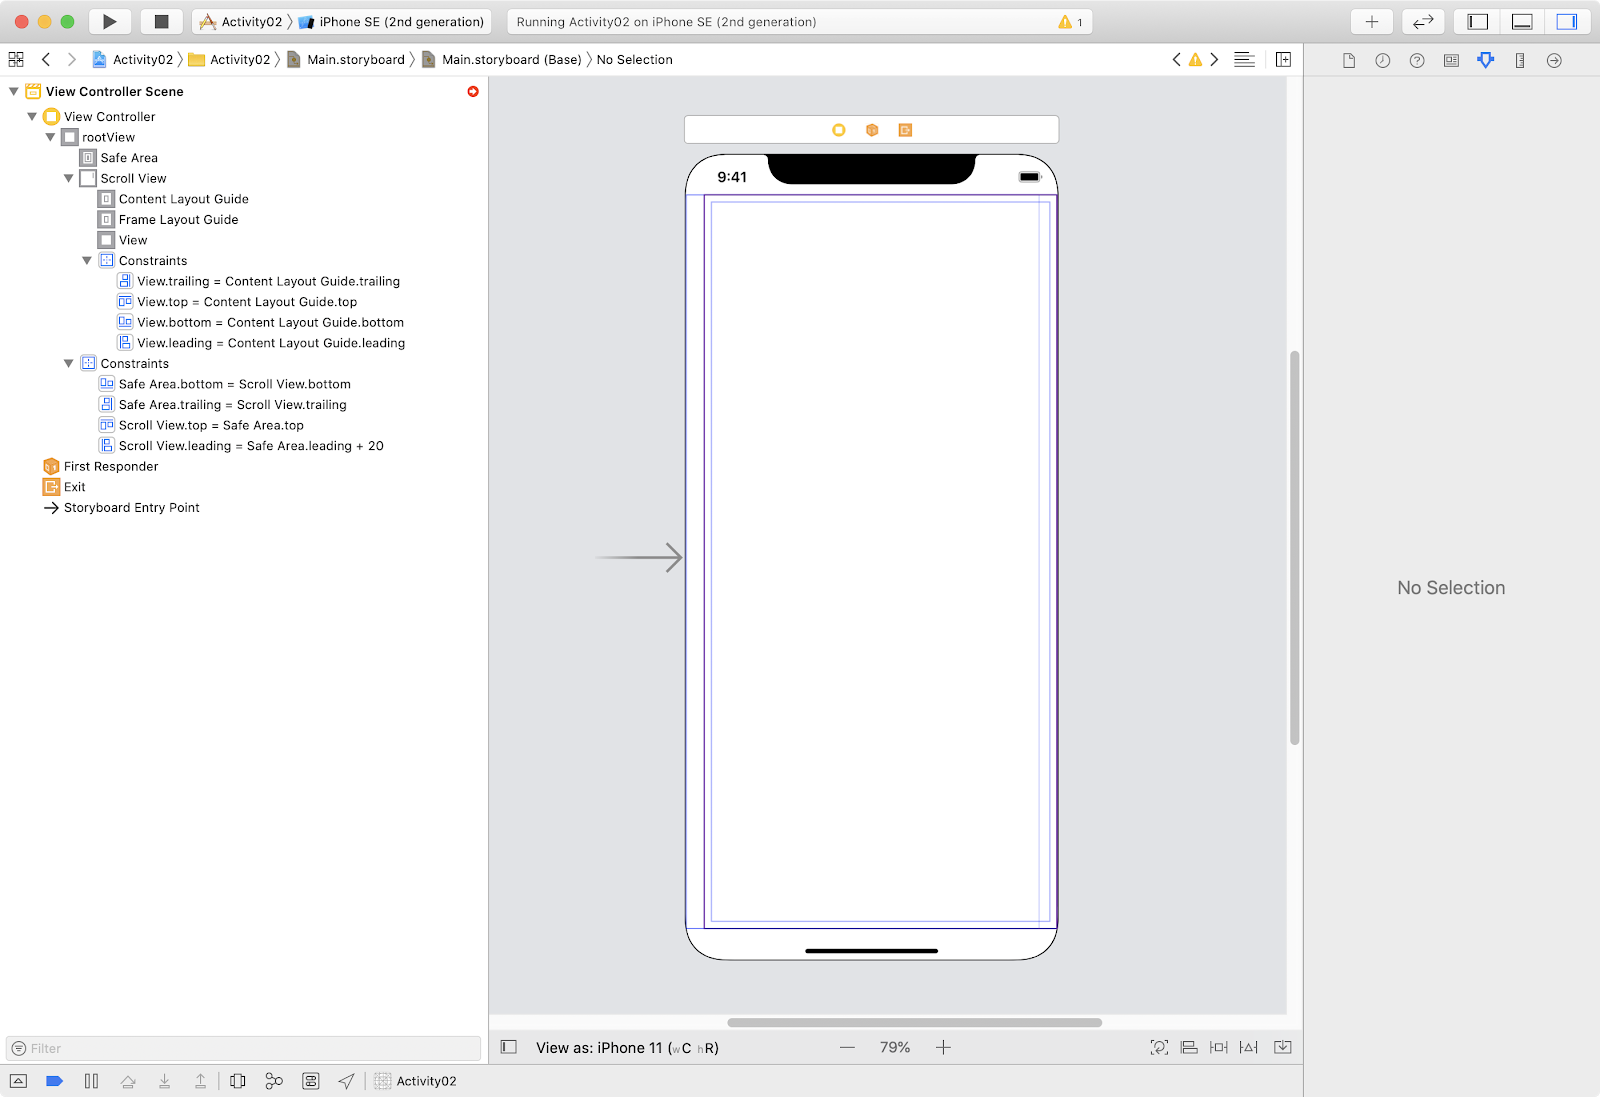 Activity02 iPhone SE (2nd generation)
Running Activity02 on iPhone SE (2nd generation)
1
Activity02 Activity02 Main.storyboard Main.storyboard (Base) No Selection
View Controller Scene
View Controller
rootView
Safe Area
Scroll View
Content Layout Guide
Frame Layout Guide
View
Constraints
View.trailing = Content Layout Guide.trailing
View.top = Content Layout Guide.top
View.bottom = Content Layout Guide.bottom
View.leading = Content Layout Guide.leading
Constraints
Safe Area.bottom = Scroll View.bottom
Safe Area.trailing = Scroll View.trailing
Scroll View.top = Safe Area.top
Scroll View.leading = Safe Area.leading + 20
First Responder
Exit
Storyboard Entry Point
9:41
No Selection
Filter
View as: iPhone 11 (wC hR)
79%
Activity02